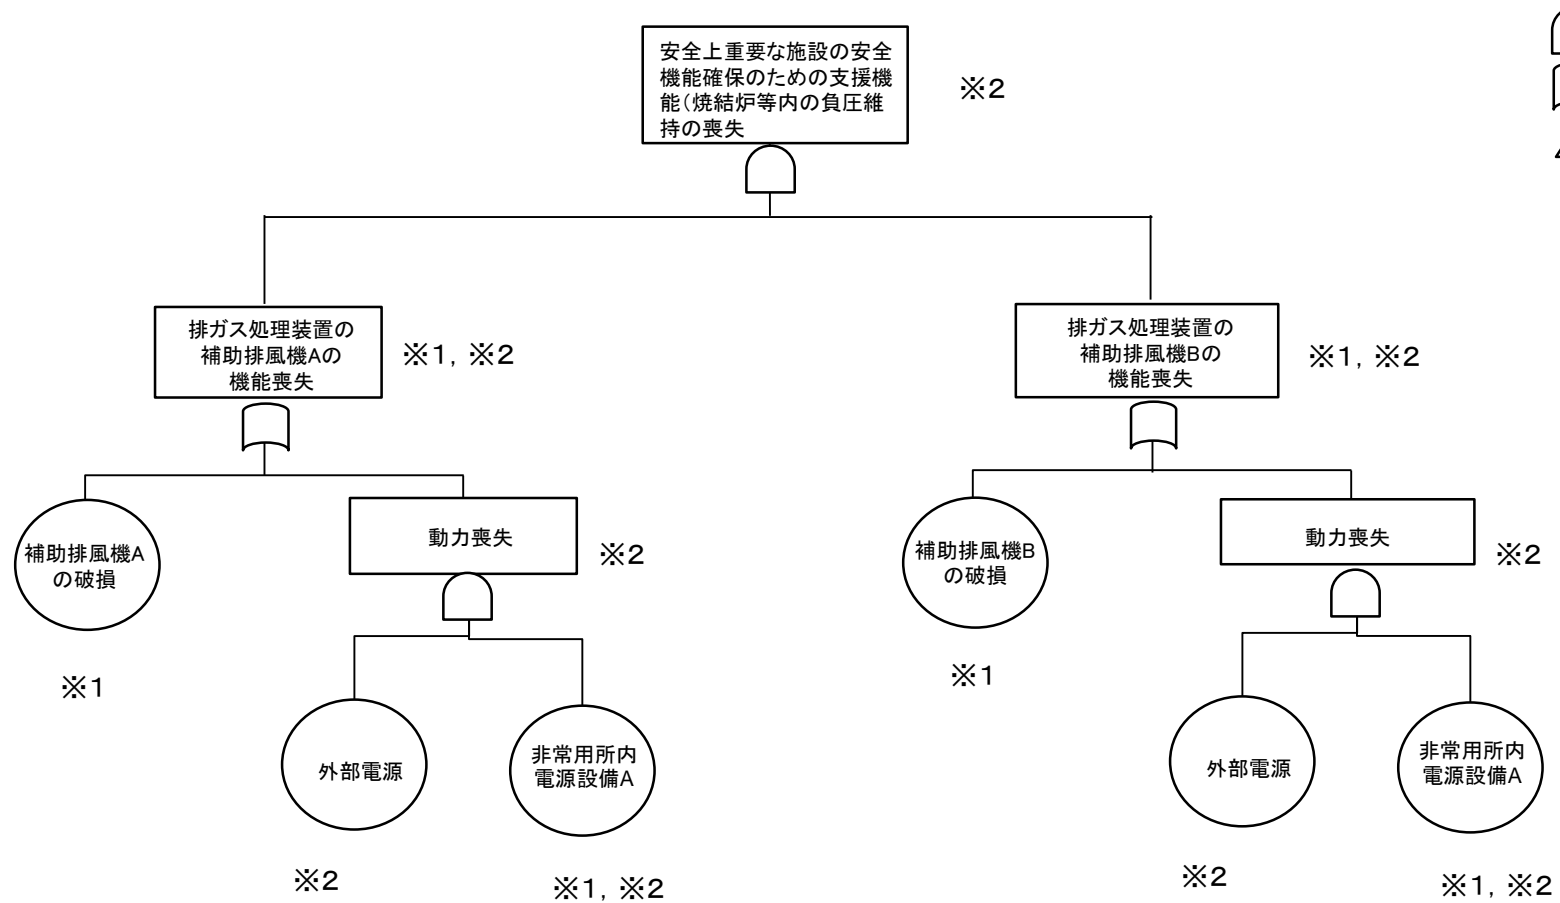 安全上重要な施設の安全
機能確保のための支援機
能（焼結炉等内の負圧維
持の喪失
※2
排ガス処理装置の
補助排風機Aの
機能喪失
※1, ※2
排ガス処理装置の
補助排風機Bの
機能喪失
※1, ※2
補助排風機A
の破損
※1
動力喪失
※2
補助排風機B
の破損
※1
動力喪失
※2
外部電源
※2
非常用所内
電源設備A
※1, ※2
外部電源
※2
非常用所内
電源設備A
※1, ※2